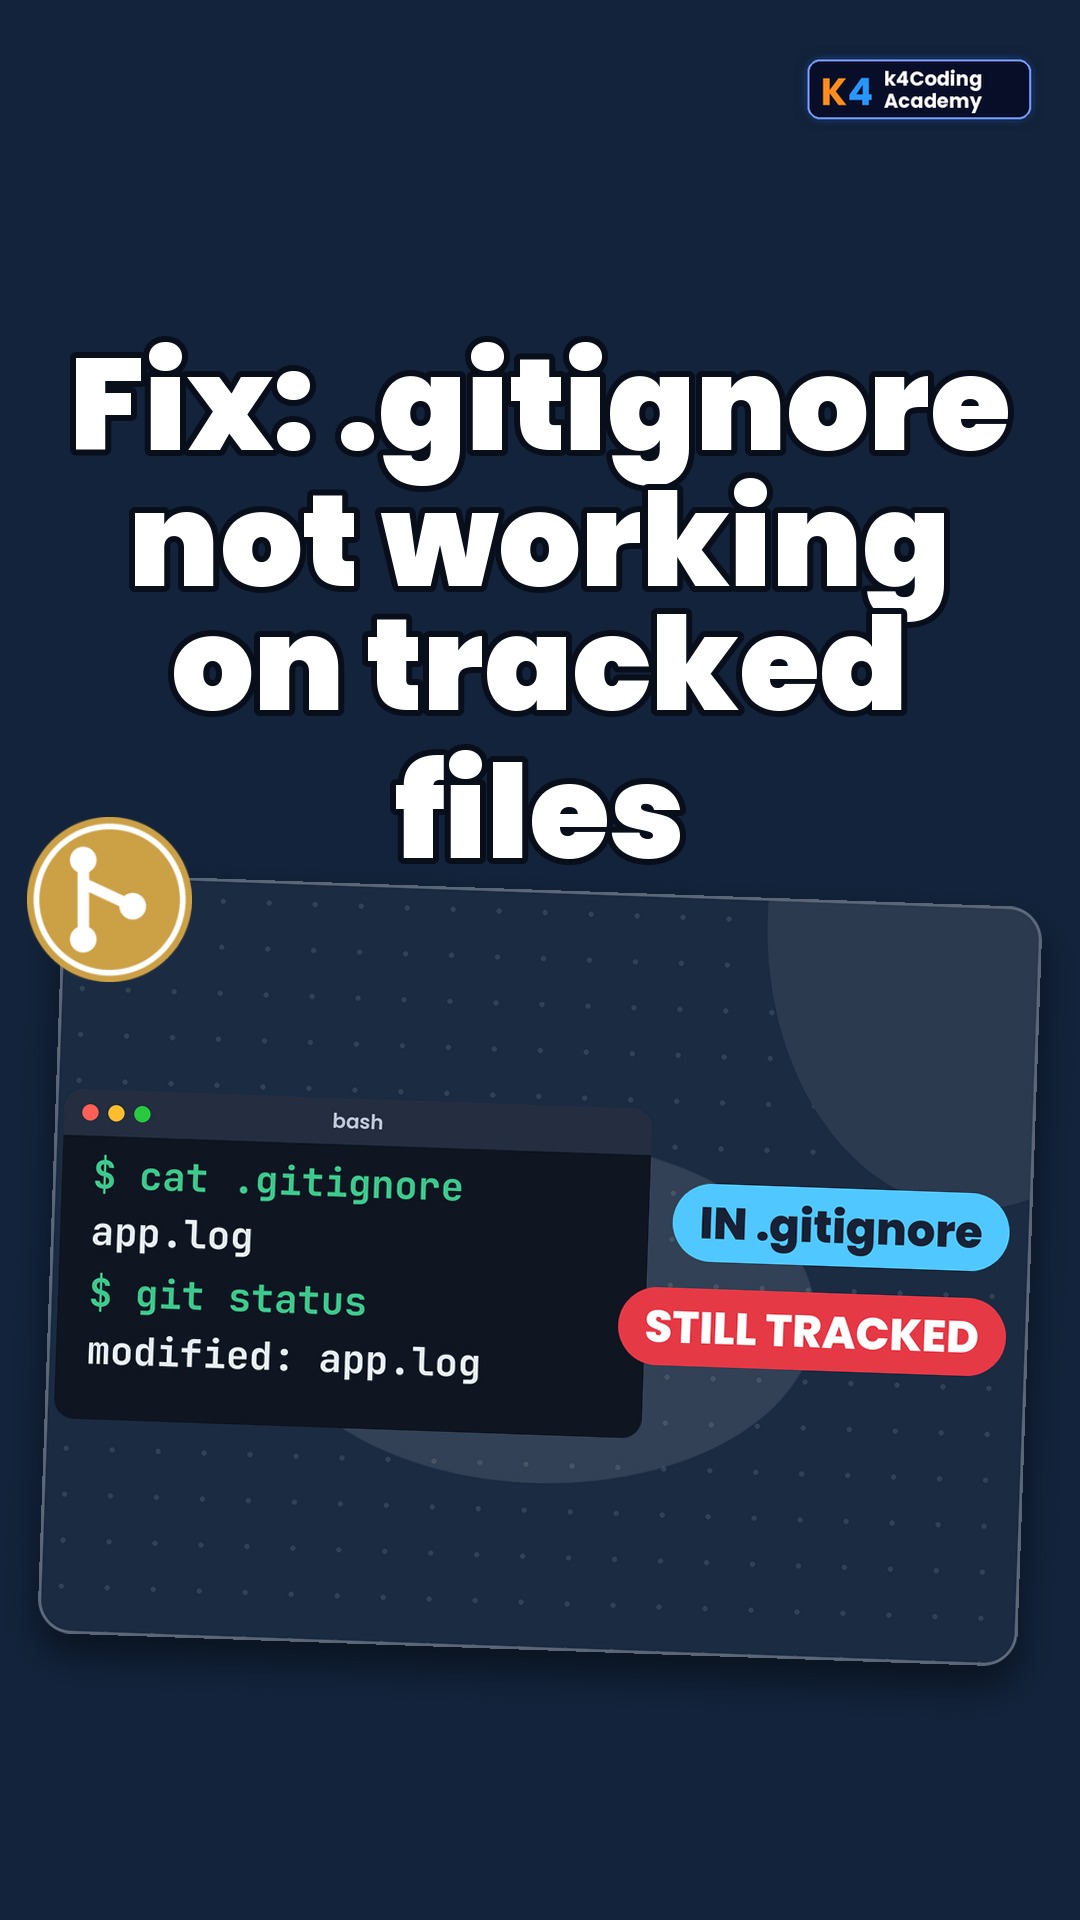 K4 k4Coding
Academy
Fix: .gitignore
not working
on tracked
files
bash
$ cat .gitignore
app.log
$ git status
modified: app.log
IN .gitignore
STILL TRACKED